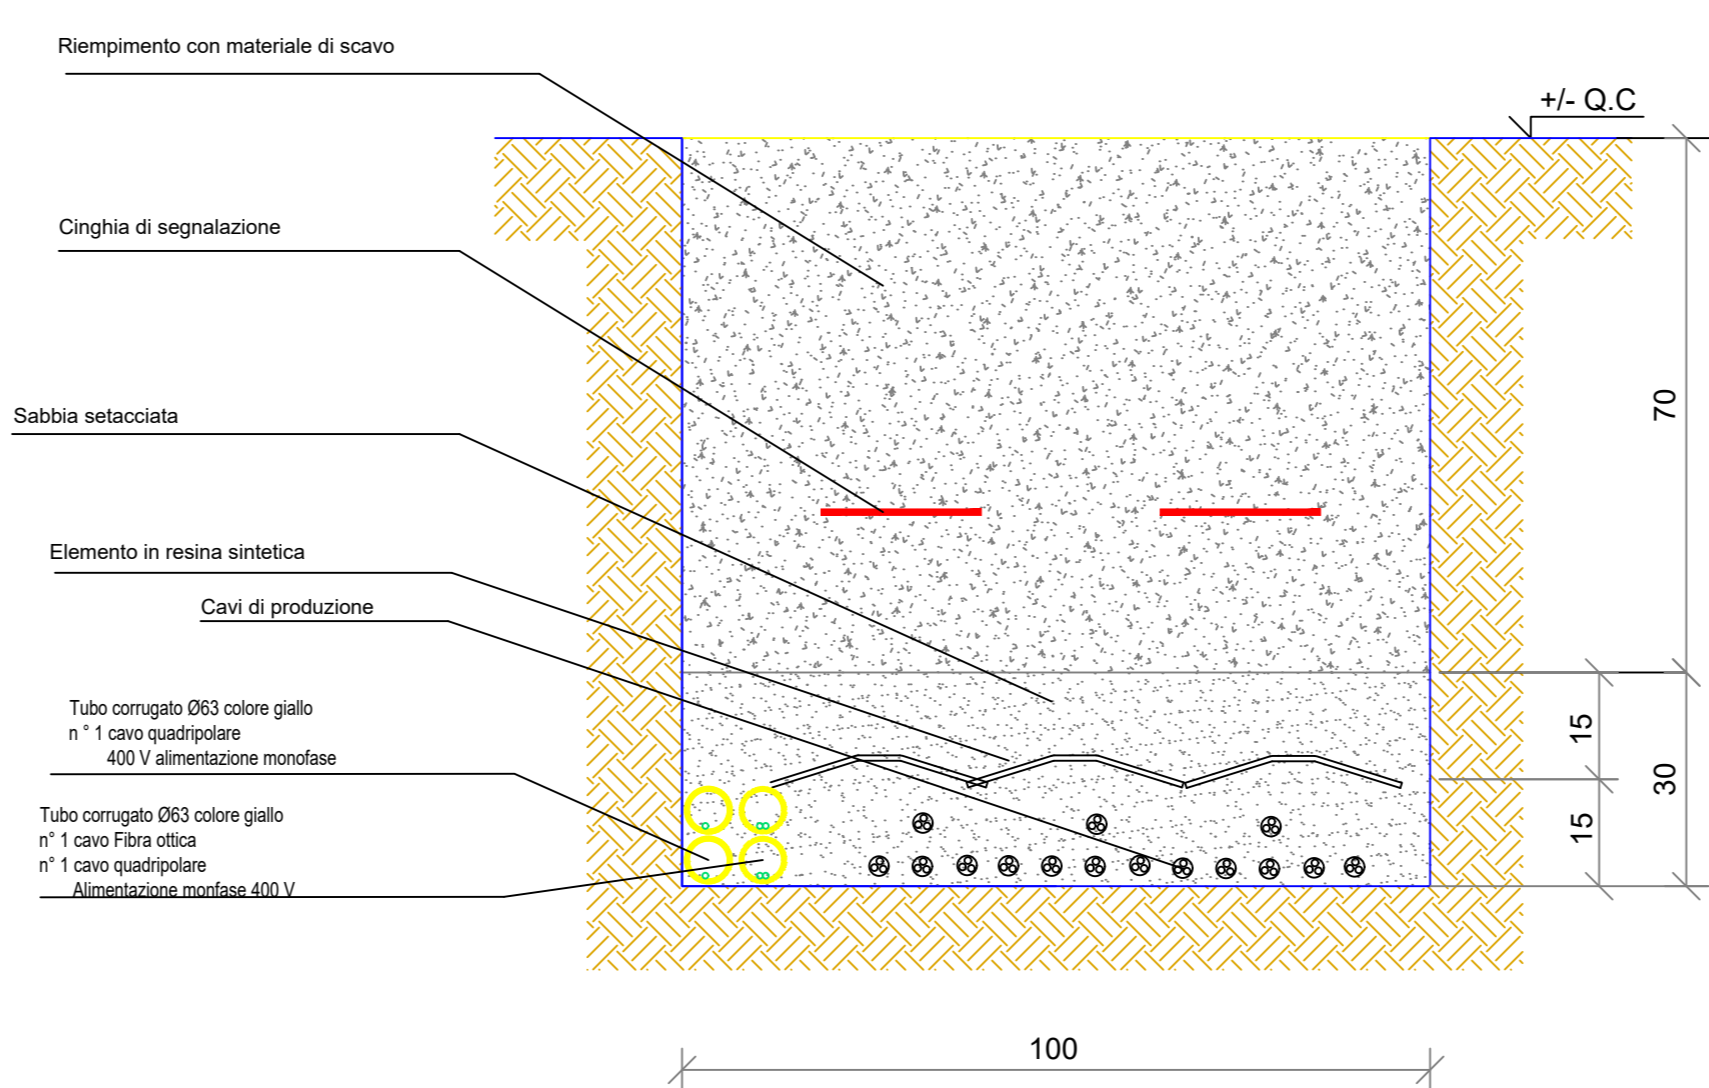 Riempimento con materiale di scavo
+/- Q.C
Cinghia di segnalazione
70
Sabbia setacciata
Elemento in resina sintetica
Cavi di produzione
Tubo corrugato Ø63 colore giallo
n ° 1 cavo quadripolare
400 V alimentazione monofase
15
30
Tubo corrugato Ø63 colore giallo
n° 1 cavo Fibra ottica
n° 1 cavo quadripolare
Alimentazione monfase 400 V
15
100